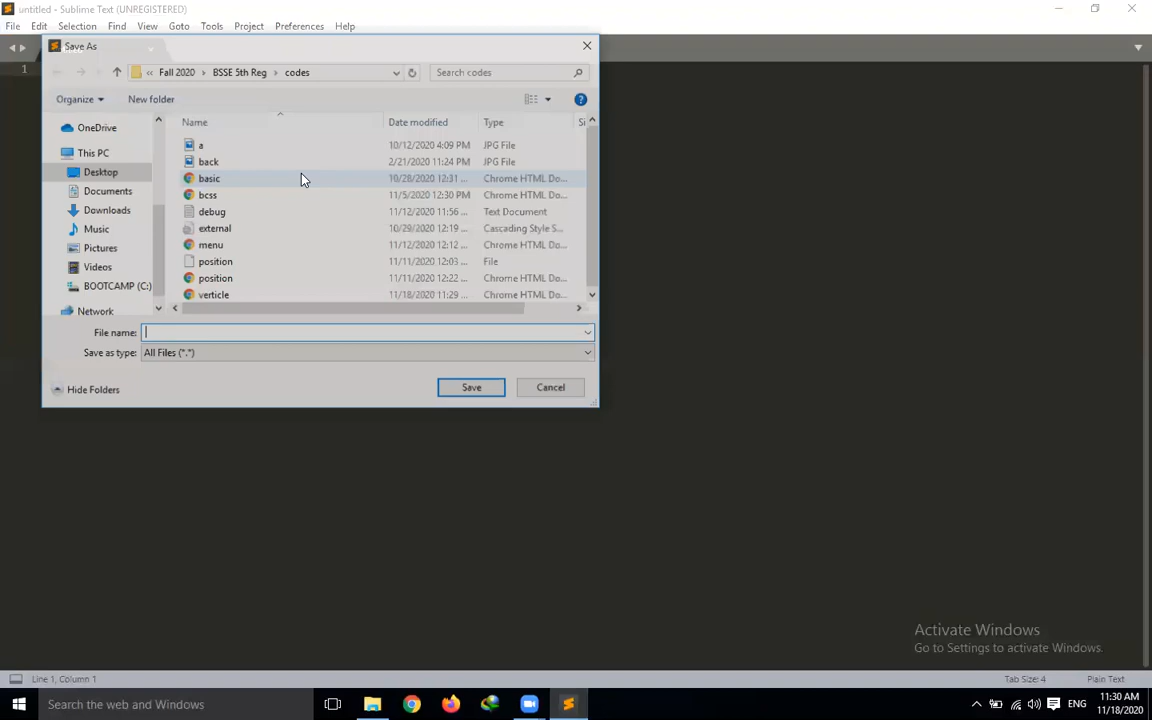 untitled - Sublime Text (UNREGISTERED)
File Edit Selection Find View Goto Tools Project Preferences Help
Save As
1
« Fall 2020 › BSSE 5th Reg › codes
Search codes
Organize New folder
Name Date modified Type Si
OneDrive
This PC
Desktop
Documents
Downloads
Music
Pictures
Videos
BOOTCAMP (C:)
Network
a 10/12/2020 4:09 PM JPG File
back 2/21/2020 11:24 PM JPG File
basic 10/28/2020 12:31 ... Chrome HTML Do...
bcss 11/5/2020 12:30 PM Chrome HTML Do...
debug 11/12/2020 11:56 ... Text Document
external 10/29/2020 12:19 ... Cascading Style S...
menu 11/12/2020 12:12 ... Chrome HTML Do...
position 11/11/2020 12:03 ... File
position 11/11/2020 12:22 ... Chrome HTML Do...
verticle 11/18/2020 11:29 ... Chrome HTML Do...
File name:
Save as type: All Files (*.*)
Hide Folders Save Cancel
Activate Windows
Go to Settings to activate Windows.
Line 1, Column 1 Tab Size: 4 Plain Text
Search the web and Windows
ENG
11:30 AM
11/18/2020